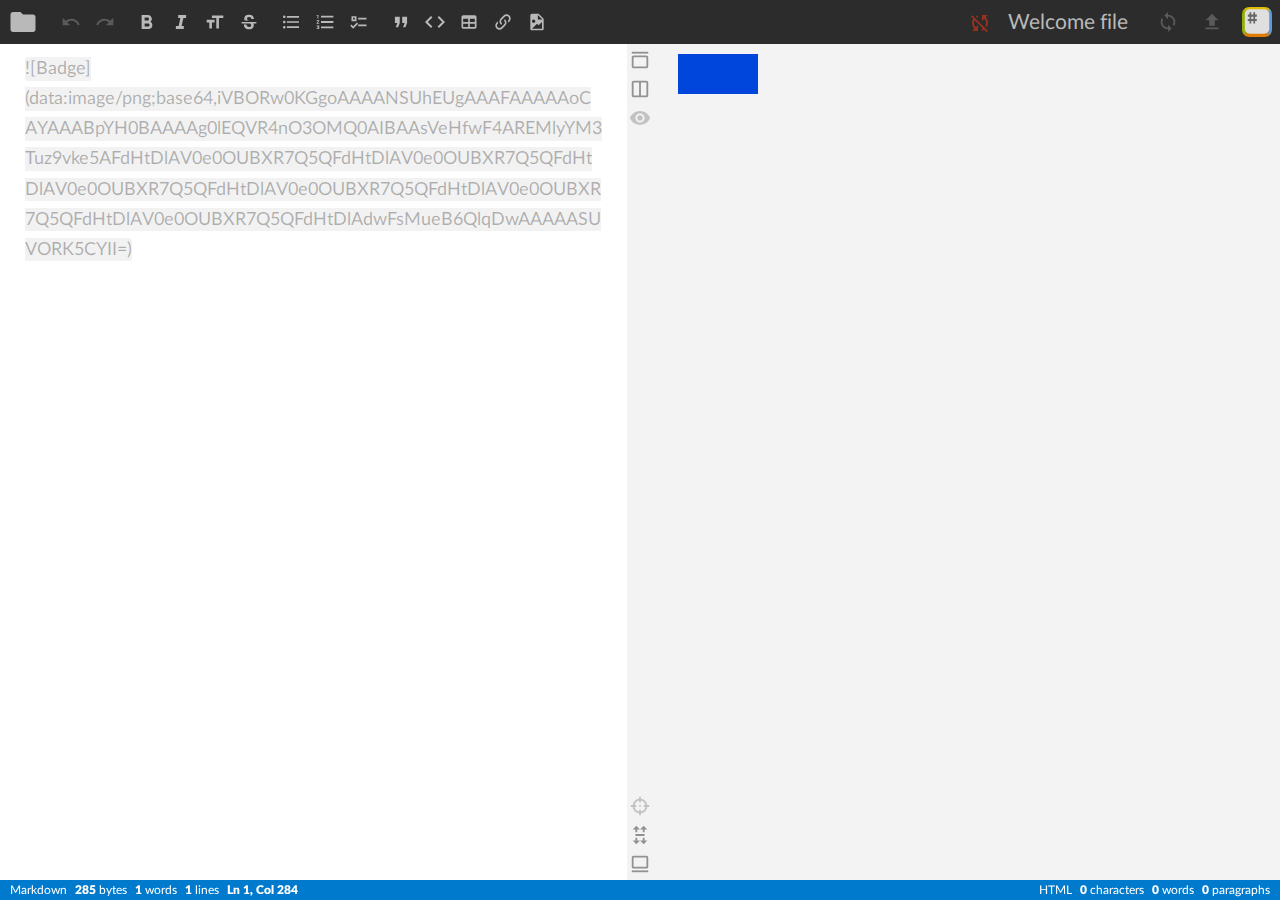 Welcome file
![Badge]
(data:image/png;base64,iVBORw0KGgoAAAANSUhEUgAAAFAAAAAoC
AYAAABpYH0BAAAAg0lEQVR4nO3OMQ0AIBAAsVeHfwF4AREMlyYM3
Tuz9vke5AFdHtDlAV0e0OUBXR7Q5QFdHtDlAV0e0OUBXR7Q5QFdHt
DlAV0e0OUBXR7Q5QFdHtDlAV0e0OUBXR7Q5QFdHtDlAV0e0OUBXR
7Q5QFdHtDlAV0e0OUBXR7Q5QFdHtDlAdwFsMueB6QlqDwAAAAASU
VORK5CYII=)
Markdown 285 bytes 1 words 1 lines Ln 1, Col 284
HTML 0 characters 0 words 0 paragraphs